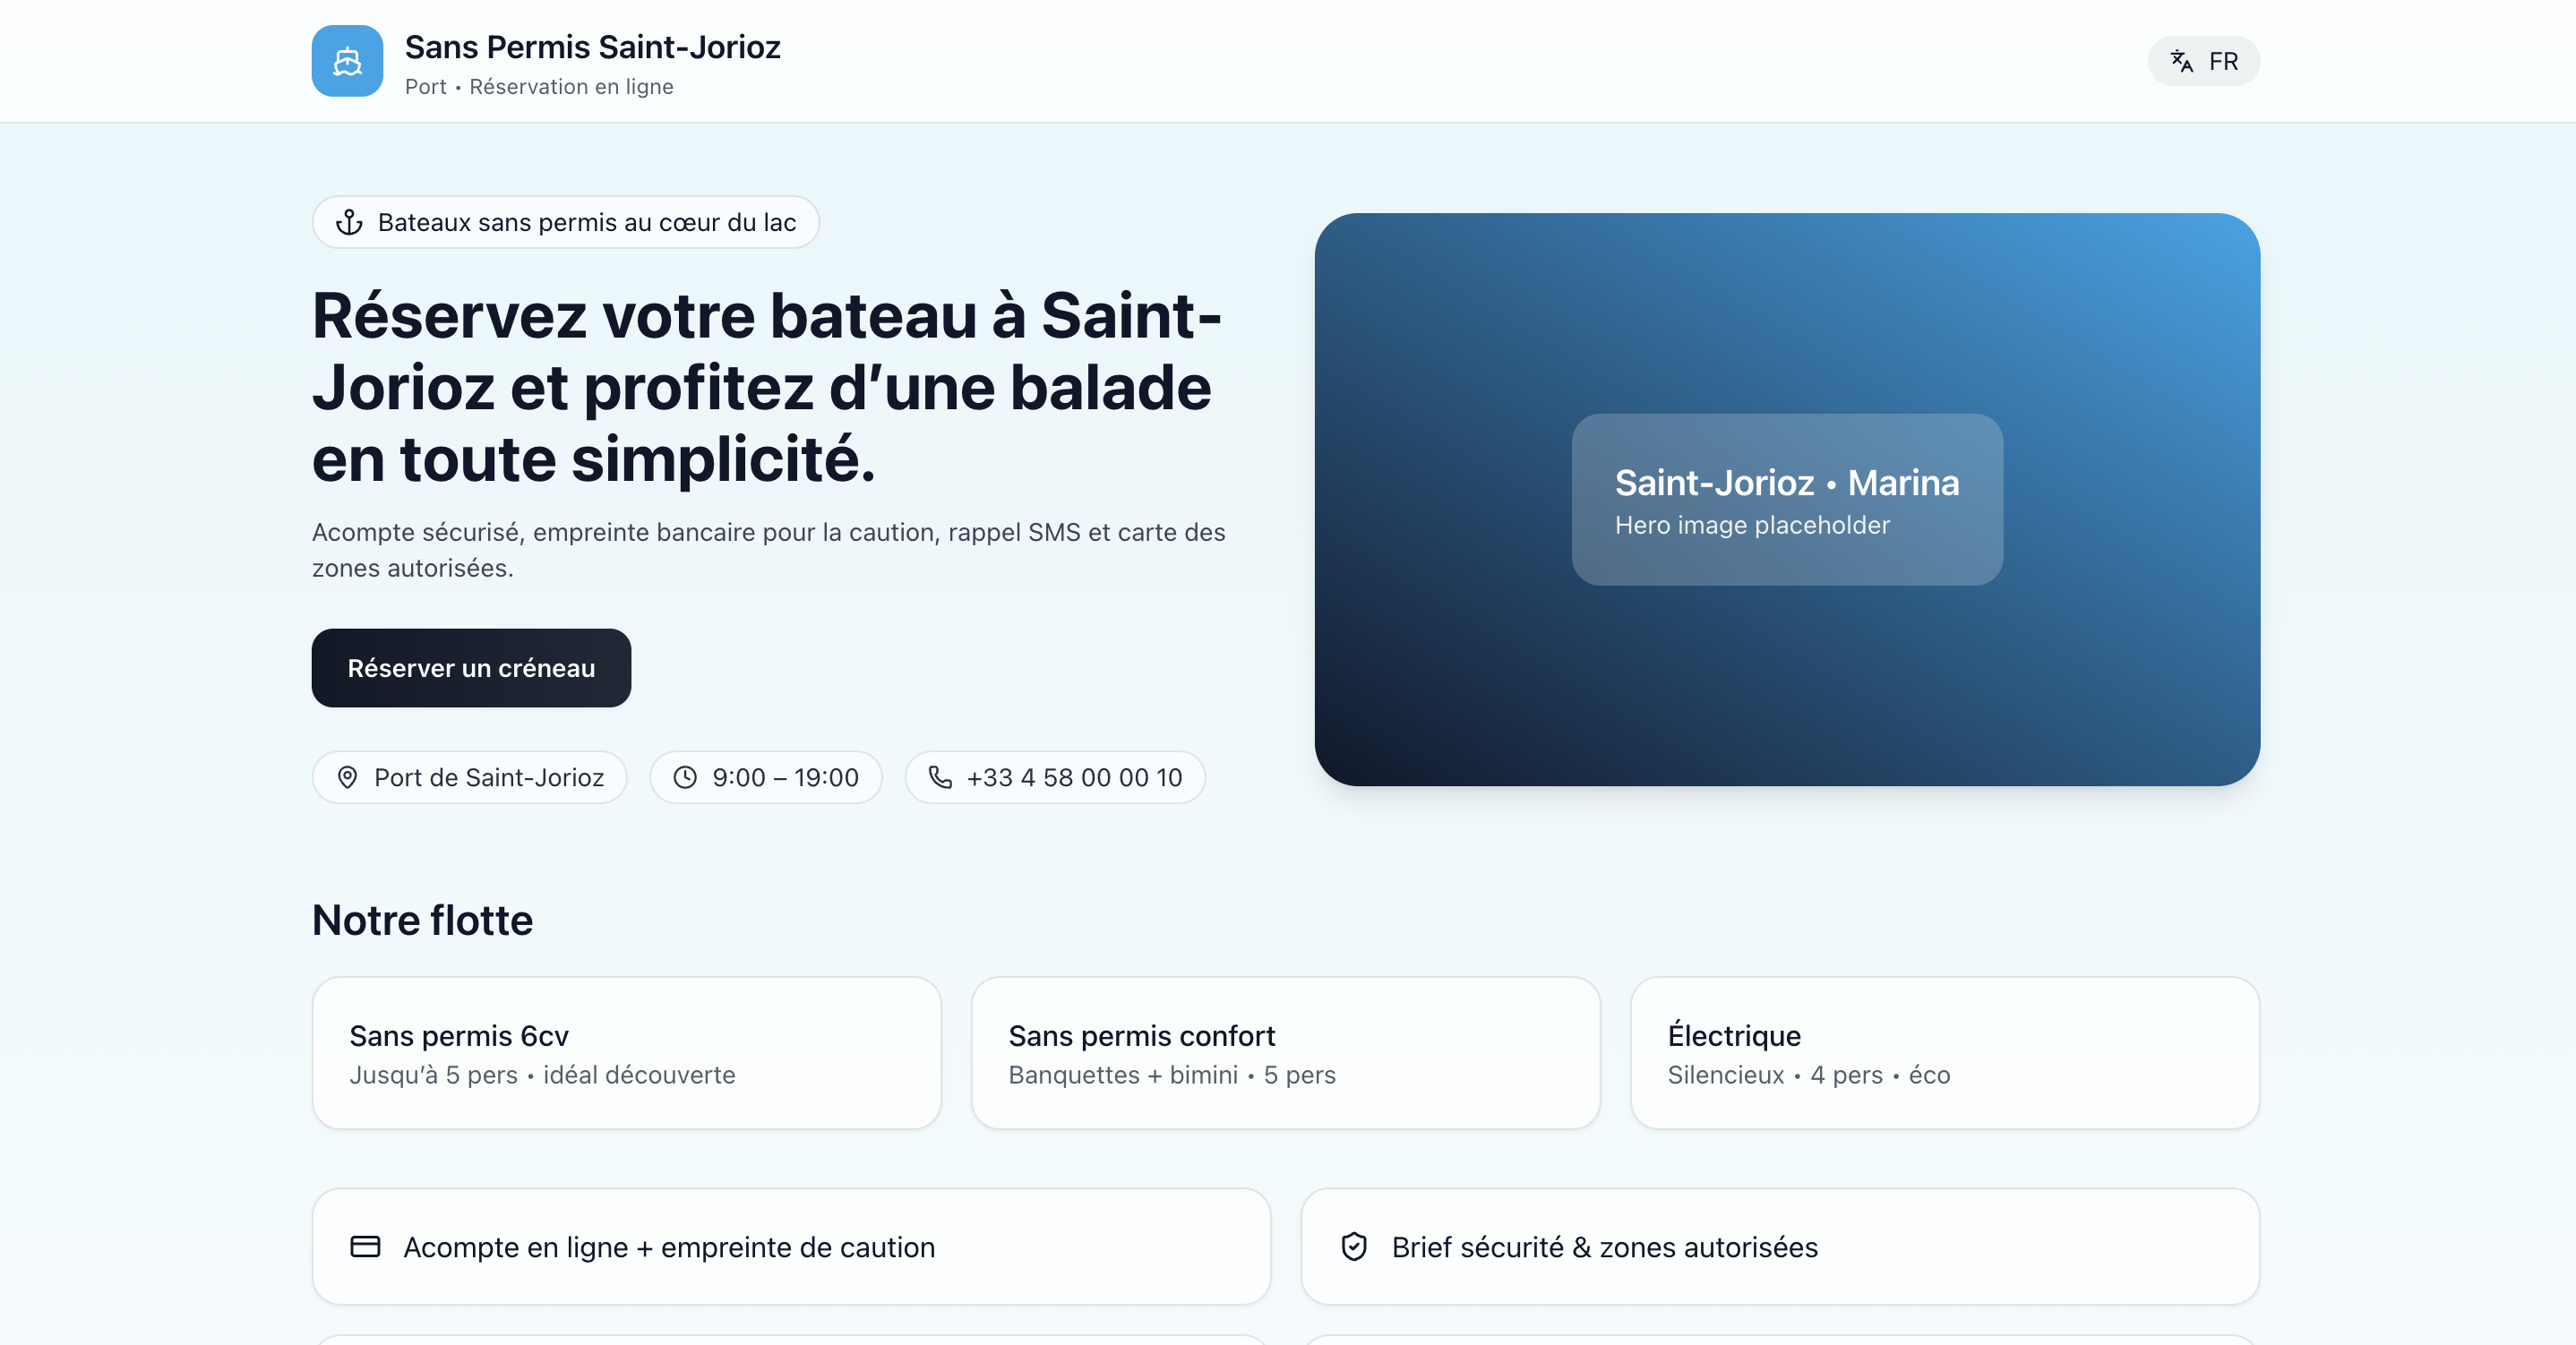 Sans Permis Saint-Jorioz
Port • Réservation en ligne
FR
Bateaux sans permis au cœur du lac
Réservez votre bateau à Saint-
Jorioz et profitez d’une balade
en toute simplicité.
Acompte sécurisé, empreinte bancaire pour la caution, rappel SMS et carte des
zones autorisées.
Réserver un créneau
Port de Saint-Jorioz
9:00 – 19:00
+33 4 58 00 00 10
Saint-Jorioz • Marina
Hero image placeholder
Notre flotte
Sans permis 6cv
Jusqu’à 5 pers • idéal découverte
Sans permis confort
Banquettes + bimini • 5 pers
Électrique
Silencieux • 4 pers • éco
Acompte en ligne + empreinte de caution
Brief sécurité & zones autorisées